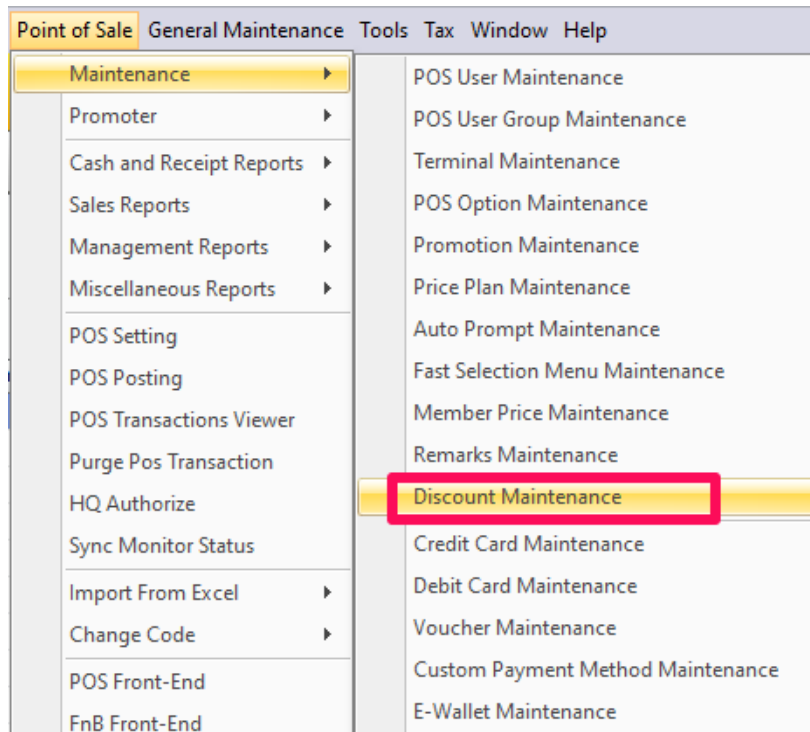 Point of Sale General Maintenance Tools Tax Window Help
Maintenance
Promoter
Cash and Receipt Reports
Sales Reports
Management Reports
Miscellaneous Reports
POS Setting
POS Posting
POS Transactions Viewer
Purge Pos Transaction
HQ Authorize
Sync Monitor Status
Import From Excel
Change Code
POS Front-End
FnB Front-End
POS User Maintenance
POS User Group Maintenance
Terminal Maintenance
POS Option Maintenance
Promotion Maintenance
Price Plan Maintenance
Auto Prompt Maintenance
Fast Selection Menu Maintenance
Member Price Maintenance
Remarks Maintenance
Discount Maintenance
Credit Card Maintenance
Debit Card Maintenance
Voucher Maintenance
Custom Payment Method Maintenance
E-Wallet Maintenance